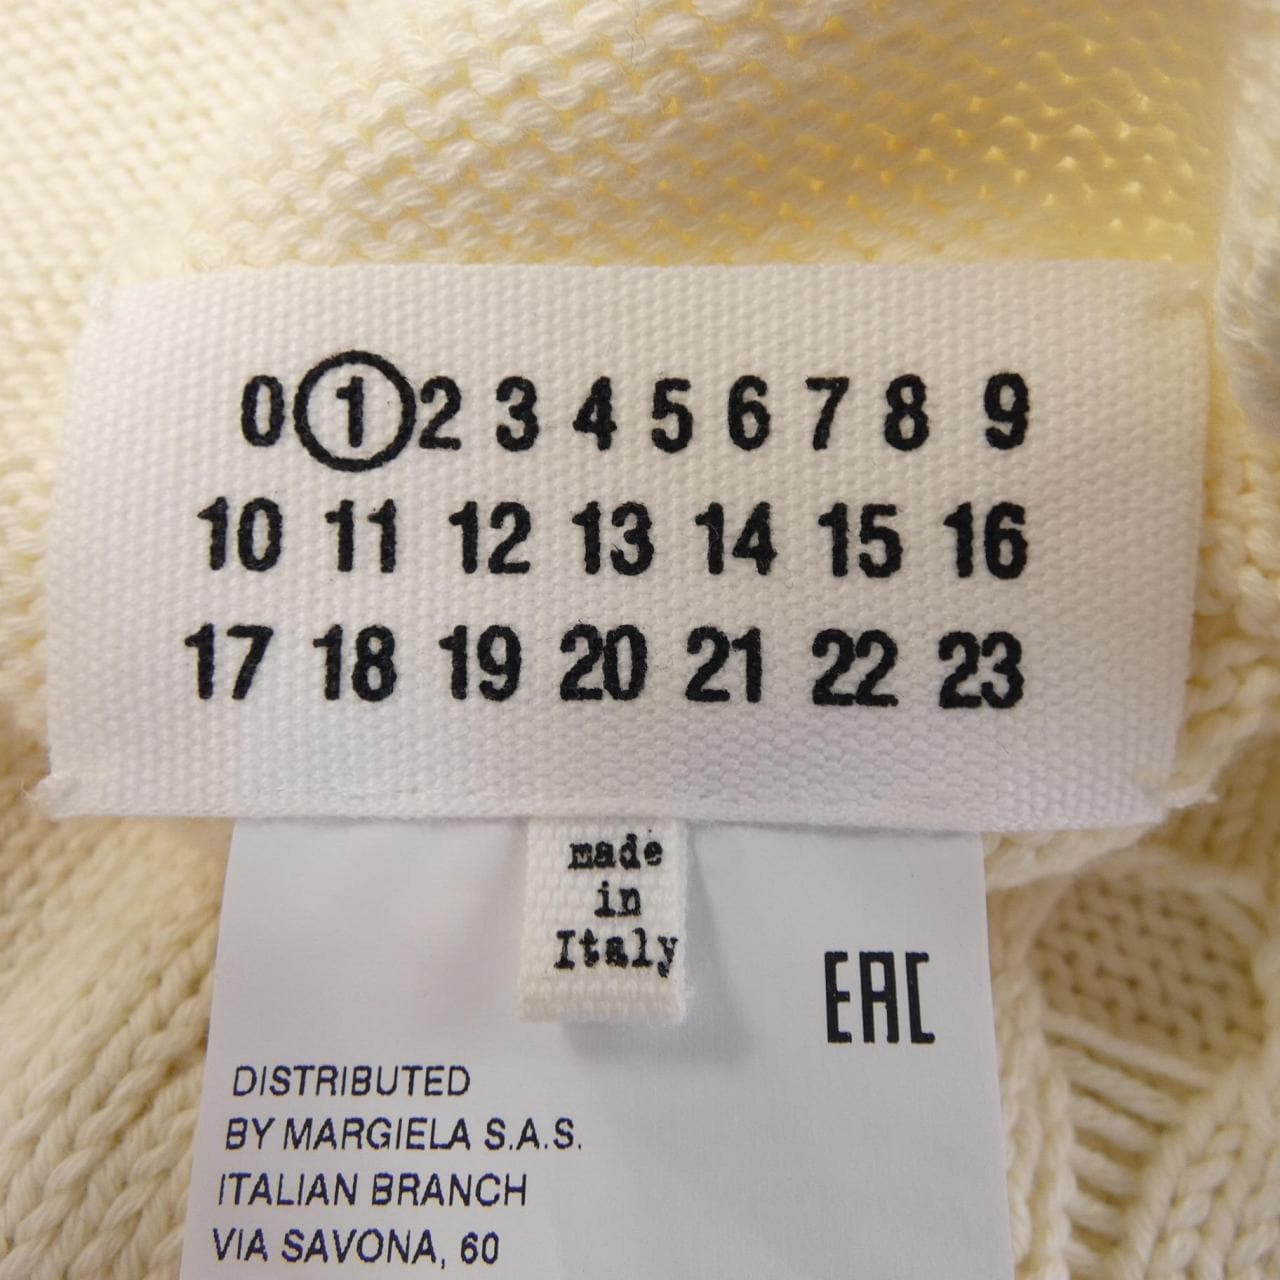 0 1 2 3 4 5 6 7 8 9
10 11 12 13 14 15 16
17 18 19 20 21 22 23
made
in
Italy
EAC
DISTRIBUTED
BY MARGIELA S.A.S.
ITALIAN BRANCH
VIA SAVONA, 60